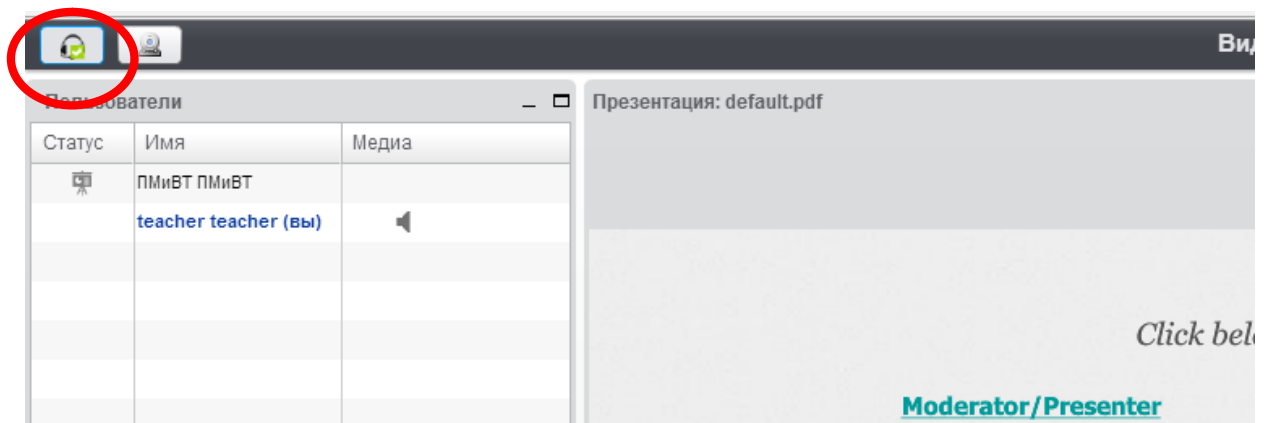 Вид
Пользователи
Презентация: default.pdf
Статус Имя Медиа
ПМиВТ ПМиВТ
teacher teacher (вы)
Click bel
Moderator/Presenter